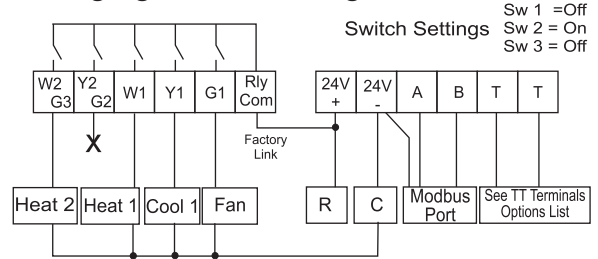 Sw 1 =Off
Switch Settings Sw 2 = On
Sw 3 = Off
W2 G3
Y2 G2
W1
Y1
G1
Rly Com
24V +
24V -
A
B
T
T
X
Factory
Link
Heat 2
Heat 1
Cool 1
Fan
R
C
Modbus
Port
See TT Terminals
Options List